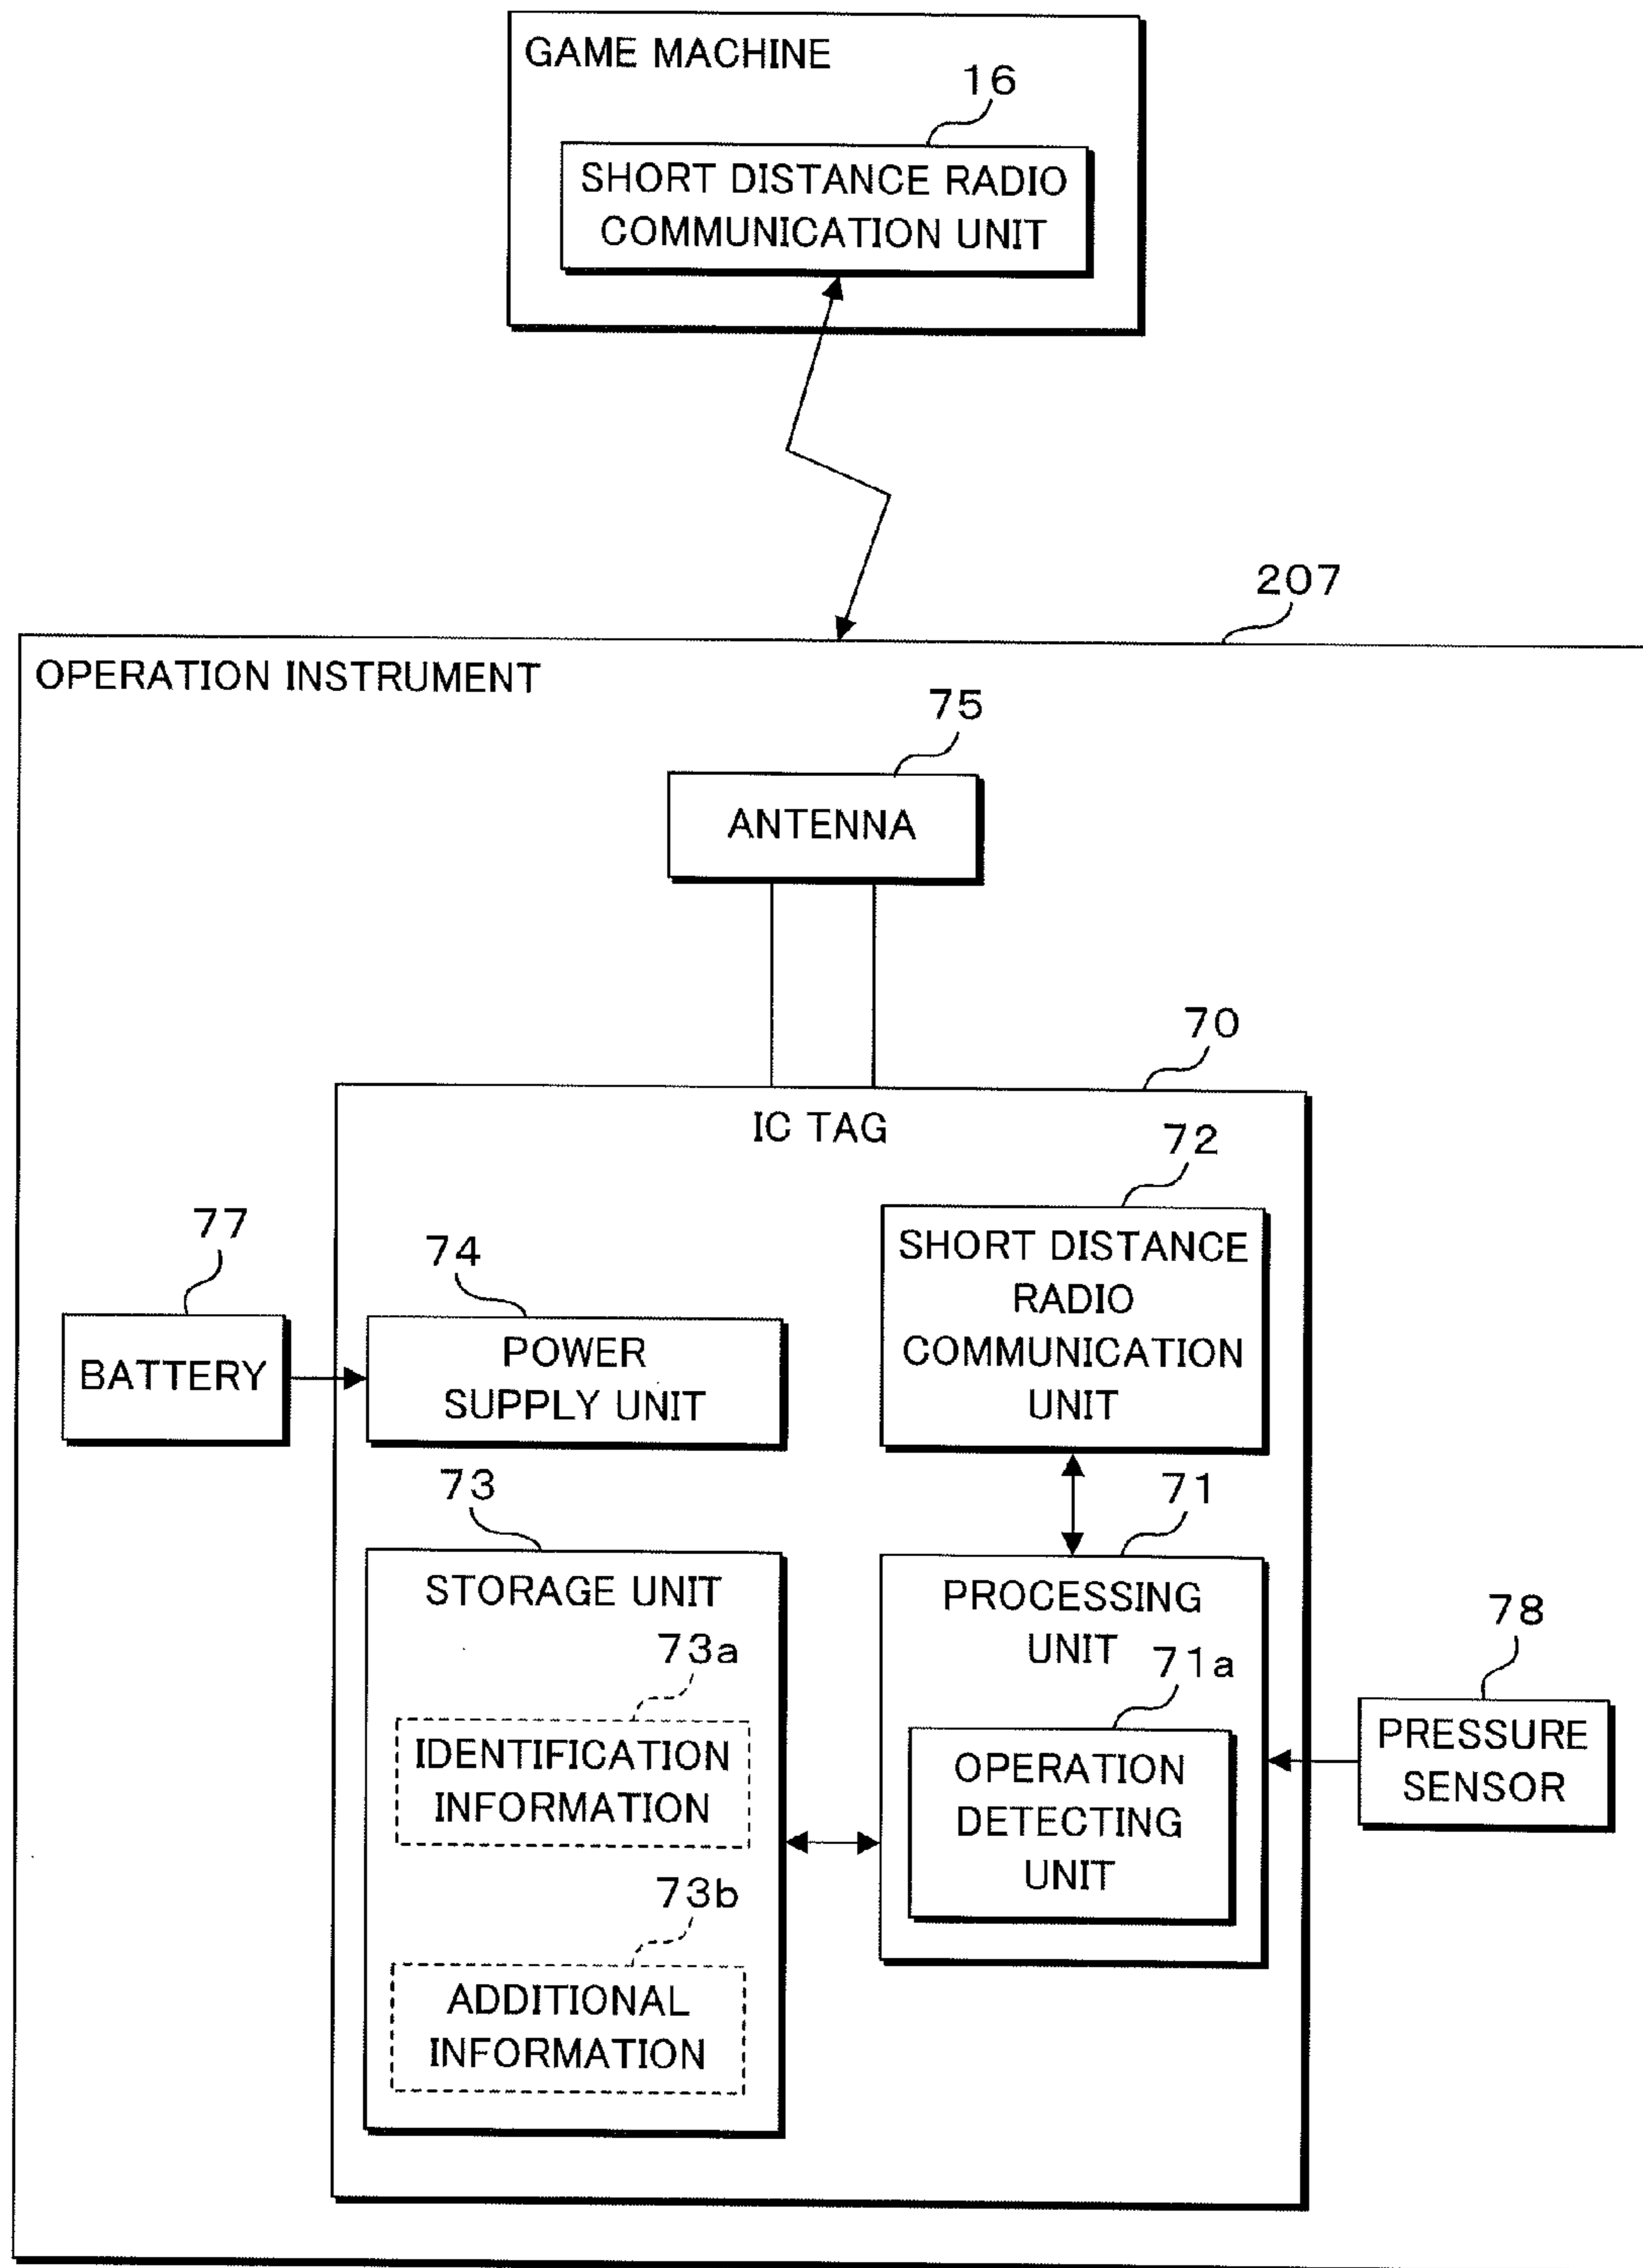 GAME MACHINE
16
SHORT DISTANCE RADIO
COMMUNICATION UNIT
207
OPERATION INSTRUMENT
75
ANTENNA
70
IC TAG
72
SHORT DISTANCE
RADIO
COMMUNICATION
UNIT
77
BATTERY
74
POWER
SUPPLY UNIT
73
STORAGE UNIT
73a
IDENTIFICATION
INFORMATION
73b
ADDITIONAL
INFORMATION
71
PROCESSING
UNIT
71a
OPERATION
DETECTING
UNIT
78
PRESSURE
SENSOR